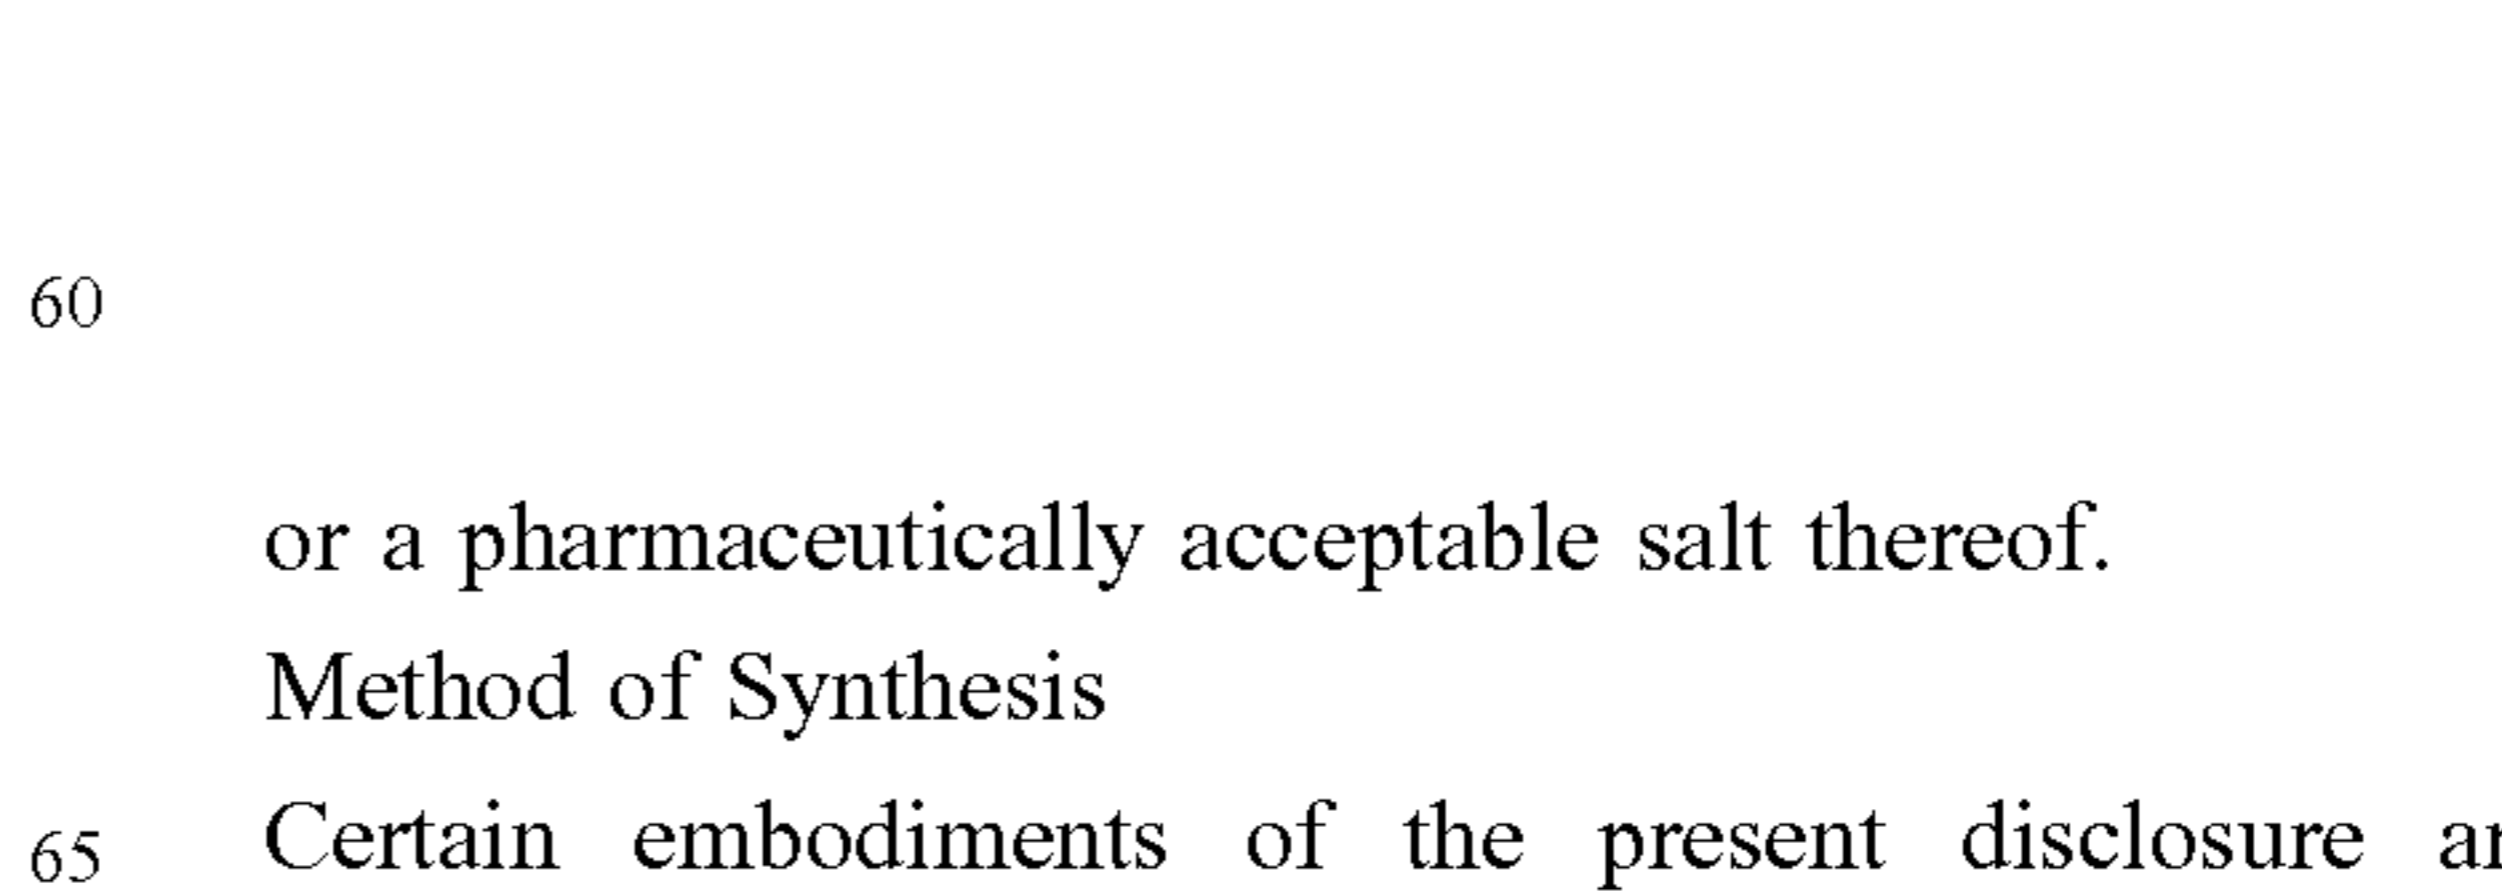 60
or a pharmaceutically acceptable salt thereof.
Method of Synthesis
65 Certain embodiments of the present disclosure